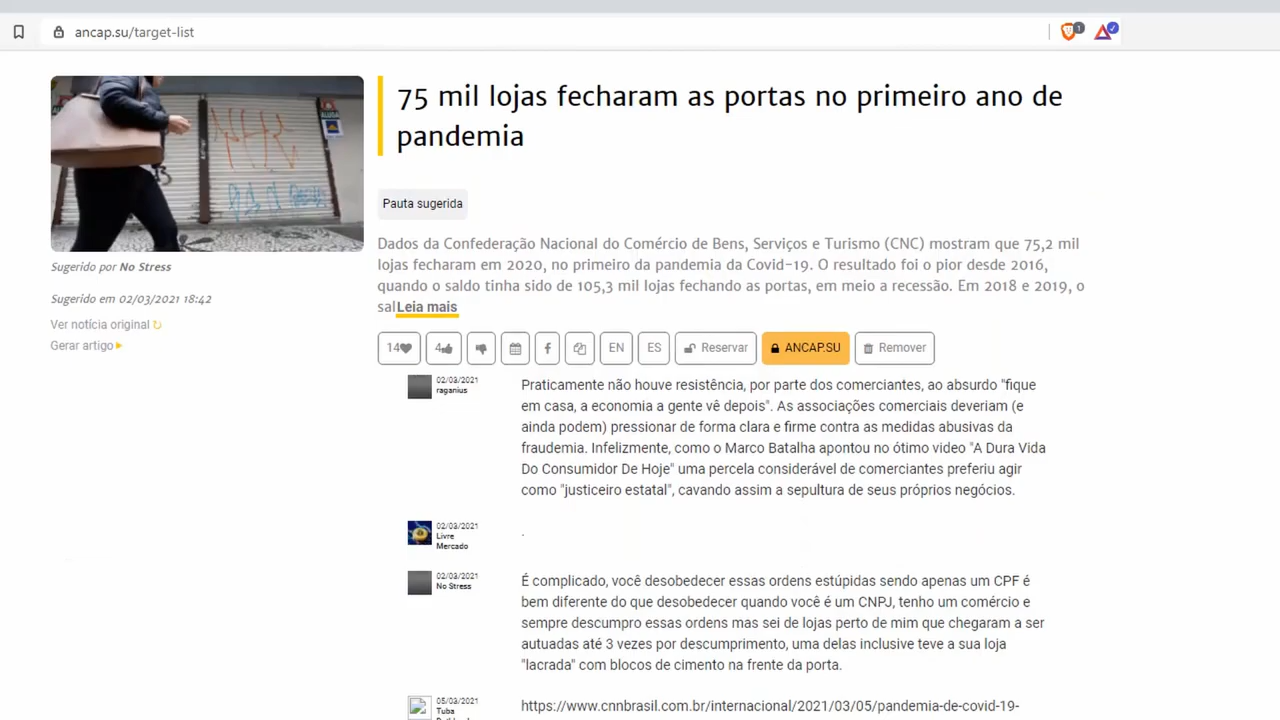 ancap.su/target-list
1
75 mil lojas fecharam as portas no primeiro ano de
pandemia
Pauta sugerida
Dados da Confederação Nacional do Comércio de Bens, Serviços e Turismo (CNC) mostram que 75,2 mil
lojas fecharam em 2020, no primeiro da pandemia da Covid-19. O resultado foi o pior desde 2016,
quando o saldo tinha sido de 105,3 mil lojas fechando as portas, em meio a recessão. Em 2018 e 2019, o
salLeia mais
Sugerido por No Stress
Sugerido em 02/03/2021 18:42
Ver notícia original
Gerar artigo
14 4 EN ES Reservar ANCAP.SU Remover
02/03/2021
raganius
Praticamente não houve resistência, por parte dos comerciantes, ao absurdo "fique
em casa, a economia a gente vê depois". As associações comerciais deveriam (e
ainda podem) pressionar de forma clara e firme contra as medidas abusivas da
fraudemia. Infelizmente, como o Marco Batalha apontou no ótimo video "A Dura Vida
Do Consumidor De Hoje" uma percela considerável de comerciantes preferiu agir
como "justiceiro estatal", cavando assim a sepultura de seus próprios negócios.
02/03/2021
Livre
Mercado
.
02/03/2021
No Stress
É complicado, você desobedecer essas ordens estúpidas sendo apenas um CPF é
bem diferente do que desobedecer quando você é um CNPJ, tenho um comércio e
sempre descumpro essas ordens mas sei de lojas perto de mim que chegaram a ser
autuadas até 3 vezes por descumprimento, uma delas inclusive teve a sua loja
"lacrada" com blocos de cimento na frente da porta.
05/03/2021
Tuba
https://www.cnnbrasil.com.br/internacional/2021/03/05/pandemia-de-covid-19-